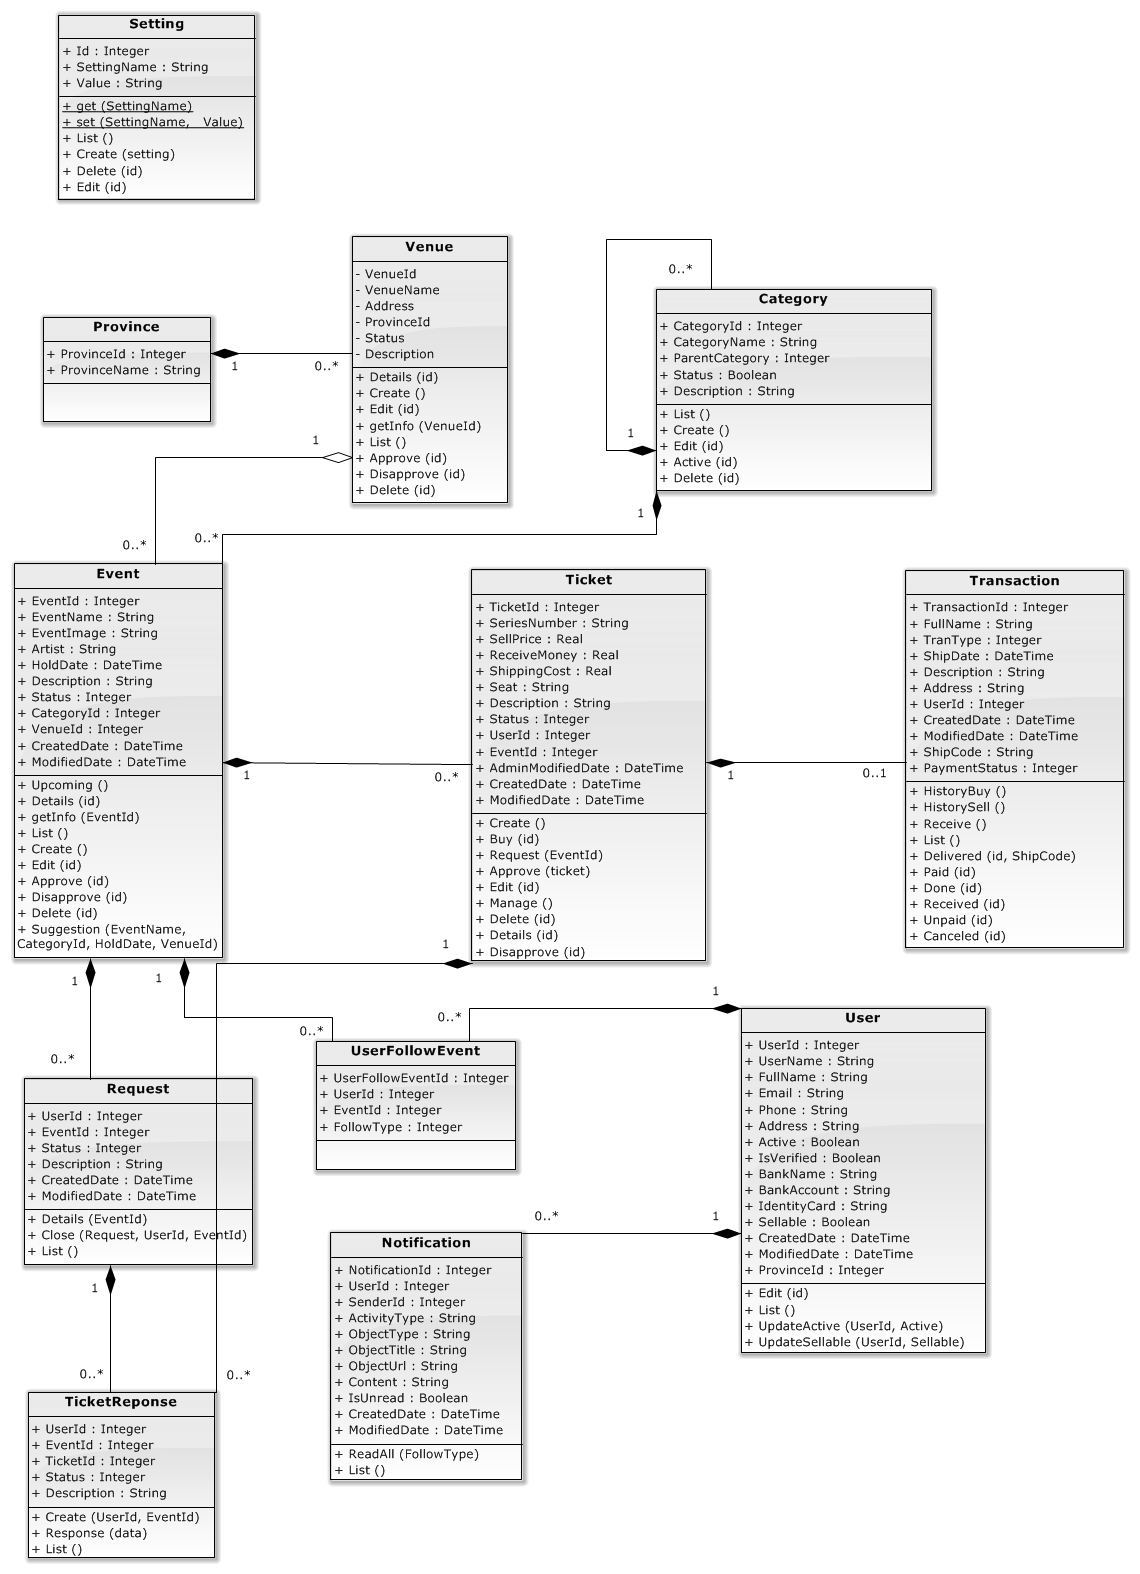 Setting
+ Id : Integer
+ SettingName : String
+ Value : String
+ get (SettingName)
+ set (SettingName, Value)
+ List ()
+ Create (setting)
+ Delete (id)
+ Edit (id)
Venue
- VenueId
- VenueName
- Address
- ProvinceId
- Status
- Description
+ Details (id)
+ Create ()
+ Edit (id)
+ getInfo (VenueId)
+ List ()
+ Approve (id)
+ Disapprove (id)
+ Delete (id)
Province
+ ProvinceId : Integer
+ ProvinceName : String
1
0..*
1
0..*
0..*
Category
+ CategoryId : Integer
+ CategoryName : String
+ ParentCategory : Integer
+ Status : Boolean
+ Description : String
+ List ()
+ Create ()
+ Edit (id)
+ Active (id)
+ Delete (id)
1
1
0..*
Event
+ EventId : Integer
+ EventName : String
+ EventImage : String
+ Artist : String
+ HoldDate : DateTime
+ Description : String
+ Status : Integer
+ CategoryId : Integer
+ VenueId : Integer
+ CreatedDate : DateTime
+ ModifiedDate : DateTime
+ Upcoming ()
+ Details (id)
+ getInfo (EventId)
+ List ()
+ Create ()
+ Edit (id)
+ Approve (id)
+ Disapprove (id)
+ Delete (id)
+ Suggestion (EventName,
CategoryId, HoldDate, VenueId)
1
0..*
Ticket
+ TicketId : Integer
+ SeriesNumber : String
+ SellPrice : Real
+ ReceiveMoney : Real
+ ShippingCost : Real
+ Seat : String
+ Description : String
+ Status : Integer
+ UserId : Integer
+ EventId : Integer
+ AdminModifiedDate : DateTime
+ CreatedDate : DateTime
+ ModifiedDate : DateTime
+ Create ()
+ Buy (id)
+ Request (EventId)
+ Approve (ticket)
+ Edit (id)
+ Manage ()
+ Delete (id)
+ Details (id)
+ Disapprove (id)
1
0..1
Transaction
+ TransactionId : Integer
+ FullName : String
+ TranType : Integer
+ ShipDate : DateTime
+ Description : String
+ Address : String
+ UserId : Integer
+ CreatedDate : DateTime
+ ModifiedDate : DateTime
+ ShipCode : String
+ PaymentStatus : Integer
+ HistoryBuy ()
+ HistorySell ()
+ Receive ()
+ List ()
+ Delivered (id, ShipCode)
+ Paid (id)
+ Done (id)
+ Received (id)
+ Unpaid (id)
+ Canceled (id)
1
1
1
0..*
0..*
0..*
1
Request
+ UserId : Integer
+ EventId : Integer
+ Status : Integer
+ Description : String
+ CreatedDate : DateTime
+ ModifiedDate : DateTime
+ Details (EventId)
+ Close (Request, UserId, EventId)
+ List ()
UserFollowEvent
+ UserFollowEventId : Integer
+ UserId : Integer
+ EventId : Integer
+ FollowType : Integer
User
+ UserId : Integer
+ UserName : String
+ FullName : String
+ Email : String
+ Phone : String
+ Address : String
+ Active : Boolean
+ IsVerified : Boolean
+ BankName : String
+ BankAccount : String
+ IdentityCard : String
+ Sellable : Boolean
+ CreatedDate : DateTime
+ ModifiedDate : DateTime
+ ProvinceId : Integer
+ Edit (id)
+ List ()
+ UpdateActive (UserId, Active)
+ UpdateSellable (UserId, Sellable)
0..*
1
Notification
+ NotificationId : Integer
+ UserId : Integer
+ SenderId : Integer
+ ActivityType : String
+ ObjectType : String
+ ObjectTitle : String
+ ObjectUrl : String
+ Content : String
+ IsUnread : Boolean
+ CreatedDate : DateTime
+ ModifiedDate : DateTime
+ ReadAll (FollowType)
+ List ()
1
0..*
0..*
TicketReponse
+ UserId : Integer
+ EventId : Integer
+ TicketId : Integer
+ Status : Integer
+ Description : String
+ Create (UserId, EventId)
+ Response (data)
+ List ()